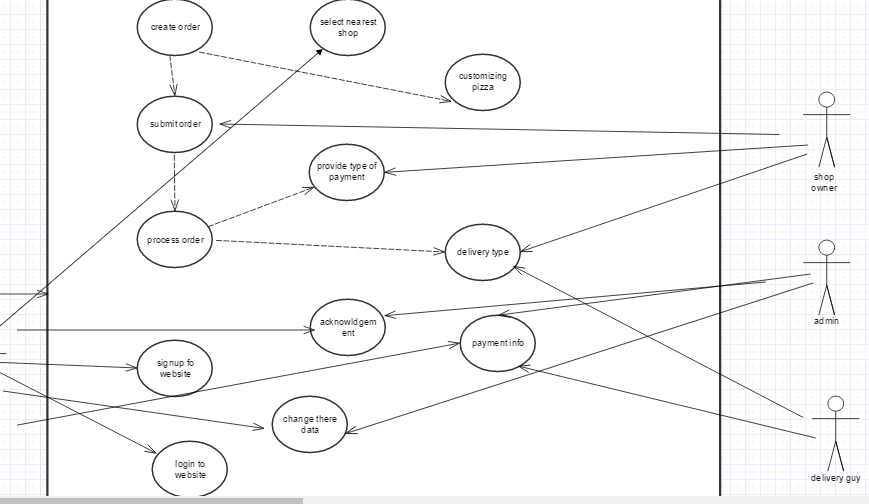 create order
select nearest
shop
customizing
pizza
submit order
provide type of
payment
shop
owner
process order
delivery type
acknowldgem
ent
admin
payment info
signup fo
website
change there
data
login to
website
delivery guy